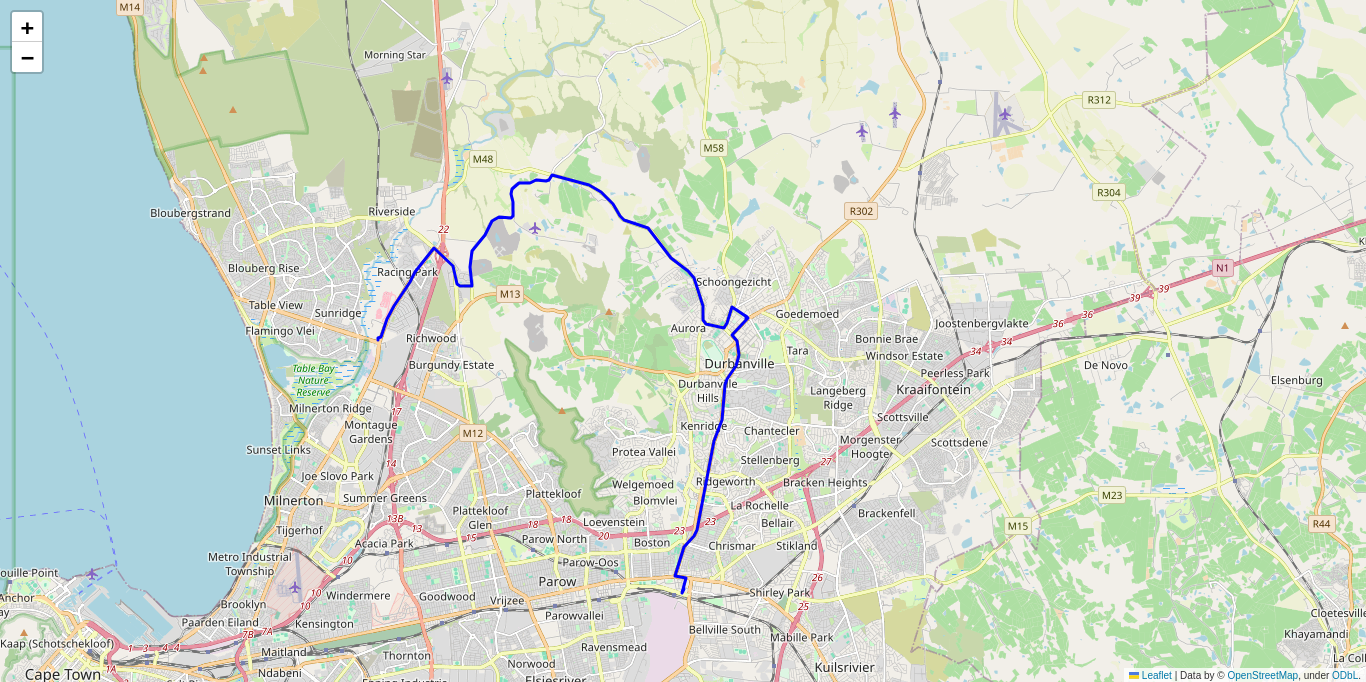 M14
+
−
Morning Star
R312
M58
M48
R304
Bloubergstrand
Riverside
R302
22
Blouberg Rise
Racing Park
N1
Schoongezicht
M13
39
39
Table View
Sunridge
Goedemoed
36
36
Flamingo Vlei
Aurora
Joostenbergvlakte
Richwood
Bonnie Brae
Tara
34
34
Windsor Estate
Burgundy Estate
Durbanville
De Novo
Table Bay
Nature
Reserve
Peerless Park
Elsenburg
Durbanville
Hills
Langeberg
Ridge
Kraaifontein
17
Milnerton Ridge
Scottsville
Montague
Gardens
M12
Kenridge
Chantecler
Morgenster
Hoogte
Scottsdene
Sunset Links
Protea Vallei
14
Stellenberg
27
Joe Slovo Park
Welgemoed
Ridgeworth
Bracken Heights
Milnerton
Summer Greens
Plattekloof
Blomvlei
M23
La Rochelle
Plattekloof
Glen
Brackenfell
13B
13
18
18
Loevenstein
23
23
Bellair
M15
R44
Tijgerhof
15
20
Acacia Park
Parow North
Boston
Chrismar
Stikland
Metro Industrial
Township
10
Parow-Oos
ouille Point
Parow
26
Anchor
Windermere
Goodwood
Vrijzee
Shirley Park
Brooklyn
10
25
Cloetesville
Paarden Eiland
Kensington
Parowvallei
Bellville South
7B
7A
10
Mabille Park
Khayamandi
Kaap (Schotschekloof)
1
3
4
4
Maitland
Ravensmead
Thornton
Norwood
Kuilsrivier
1A
Cape Town
Ndabeni
Elsiesrivier
Leaflet | Data by © OpenStreetMap, under ODbL.